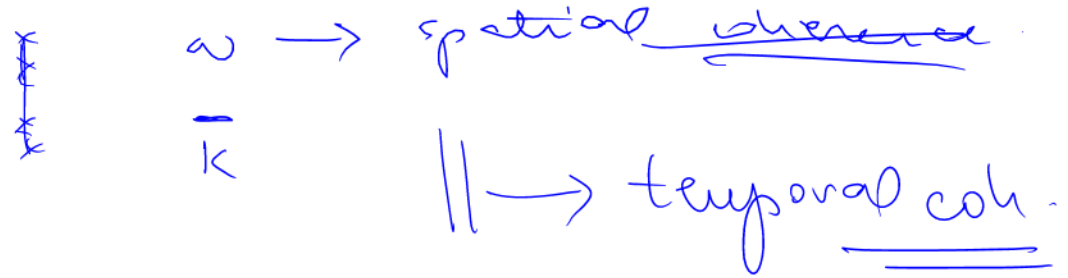 ω → spatial coherence
k̄
|| → temporal coh.